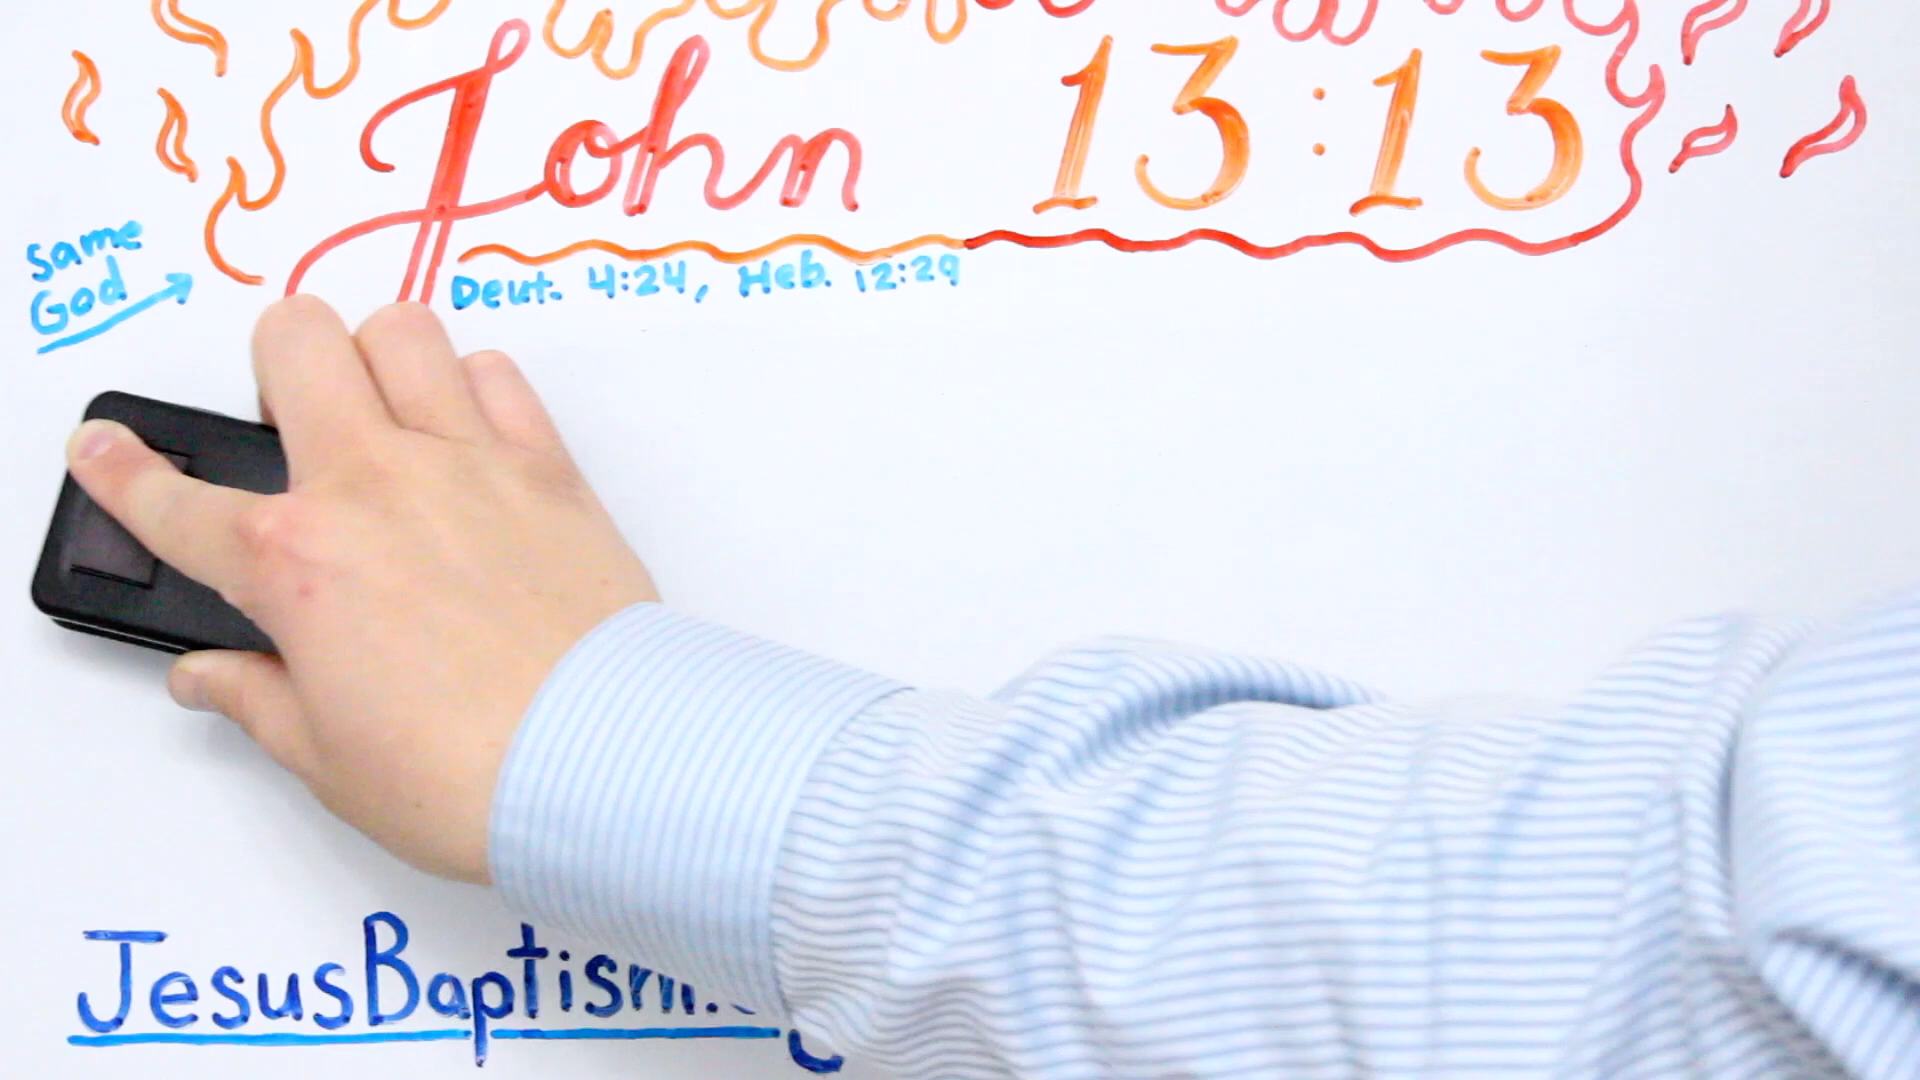 John 13:13
Same
God
Deut. 4:24, Heb. 12:29
JesusBaptism.